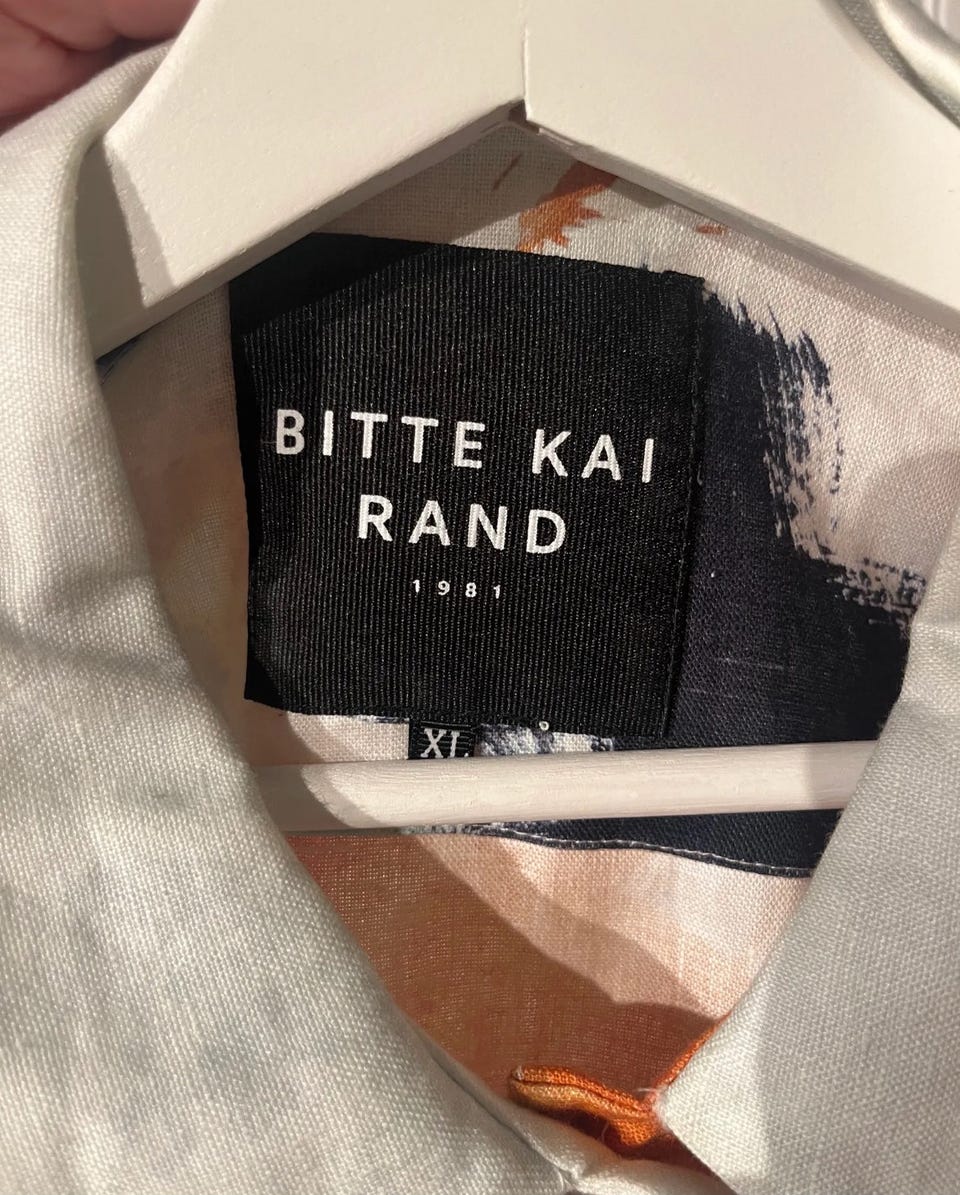 BITTE KAI
RAND
1981
XL